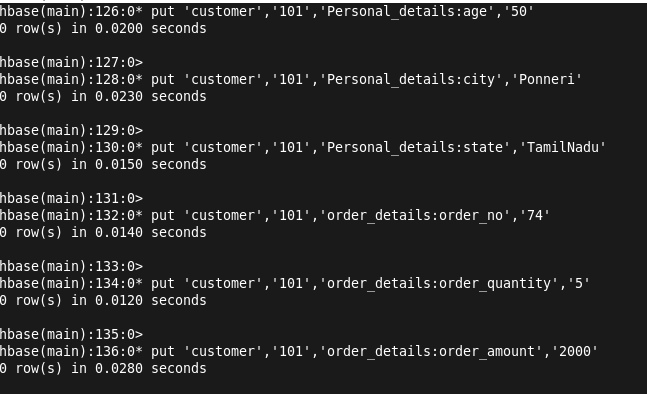 hbase(main):126:0* put 'customer','101','Personal_details:age','50'
0 row(s) in 0.0200 seconds
hbase(main):127:0>
hbase(main):128:0* put 'customer','101','Personal_details:city','Ponneri'
0 row(s) in 0.0230 seconds
hbase(main):129:0>
hbase(main):130:0* put 'customer','101','Personal_details:state','TamilNadu'
0 row(s) in 0.0150 seconds
hbase(main):131:0>
hbase(main):132:0* put 'customer','101','order_details:order_no','74'
0 row(s) in 0.0140 seconds
hbase(main):133:0>
hbase(main):134:0* put 'customer','101','order_details:order_quantity','5'
0 row(s) in 0.0120 seconds
hbase(main):135:0>
hbase(main):136:0* put 'customer','101','order_details:order_amount','2000'
0 row(s) in 0.0280 seconds